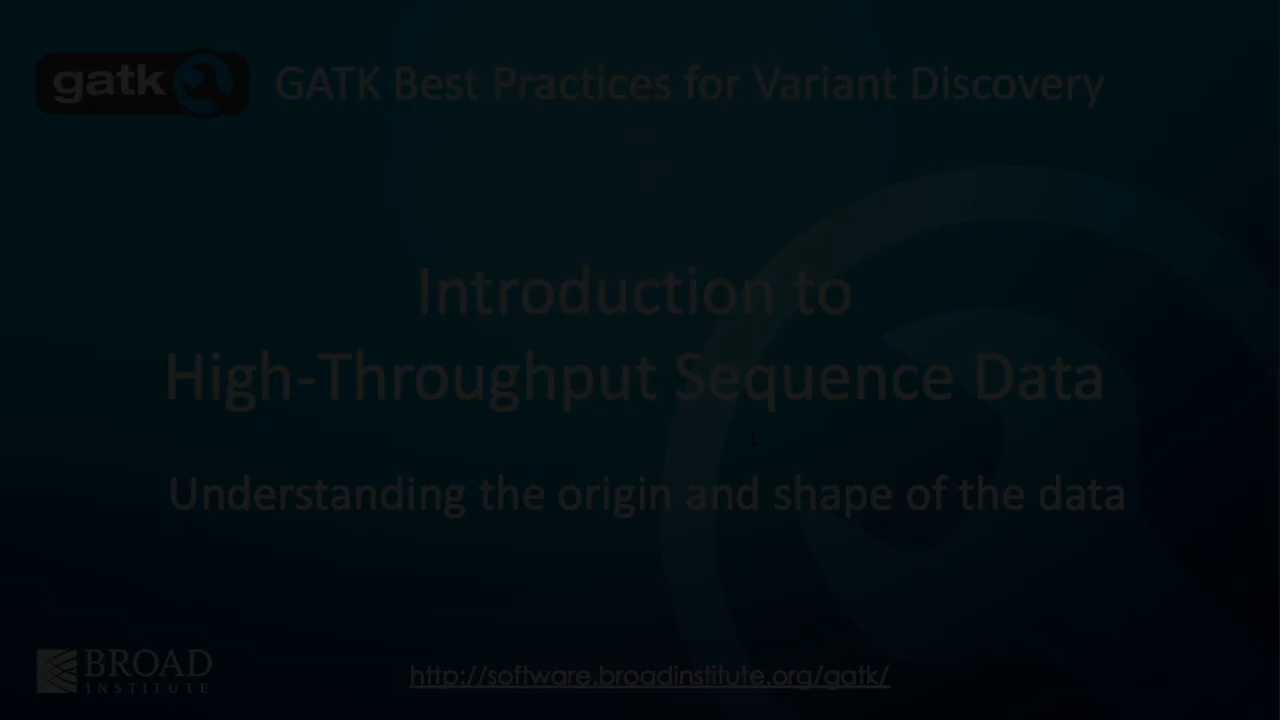 gatk
GATK Best Practices for Variant Discovery
Introduction to
High-Throughput Sequence Data
Understanding the origin and shape of the data
BROAD
INSTITUTE
http://software.broadinstitute.org/gatk/